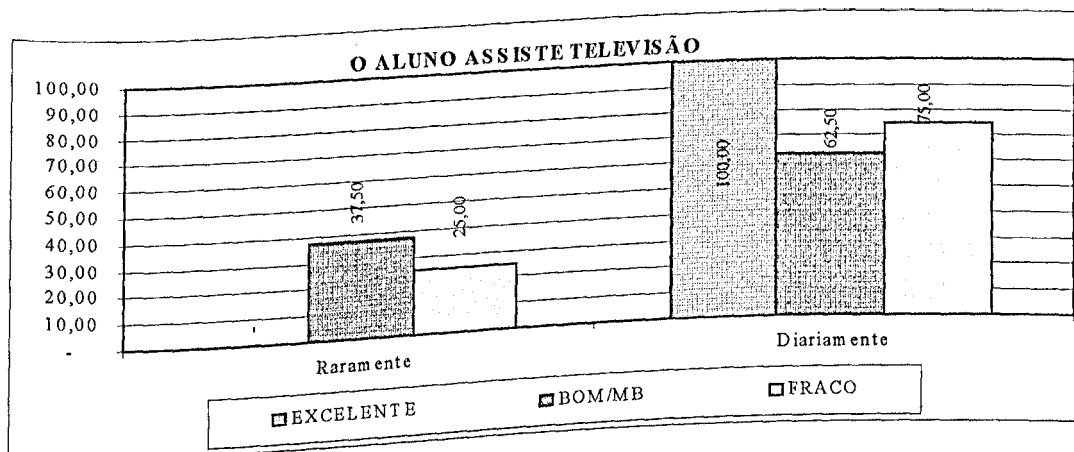 O ALUNO ASSISTE TELEVISÃO
100,00
90,00
80,00
70,00
60,00
50,00
40,00
30,00
20,00
10,00
-
-
37,50
25,00
100,00
62,50
75,00
Raramente
Diariamente
EXCELENTE
BOM/MB
FRACO